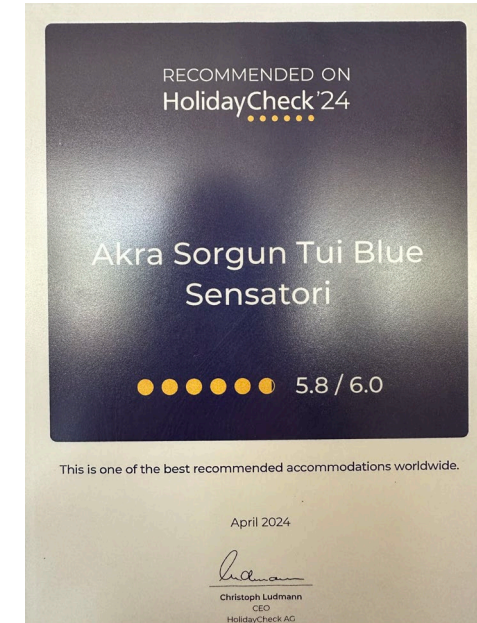 RECOMMENDED ON
HolidayCheck'24
Akra Sorgun Tui Blue
Sensatori
5.8 / 6.0
This is one of the best recommended accommodations worldwide.
April 2024
Christoph Ludmann
CEO
HolidayCheck AG